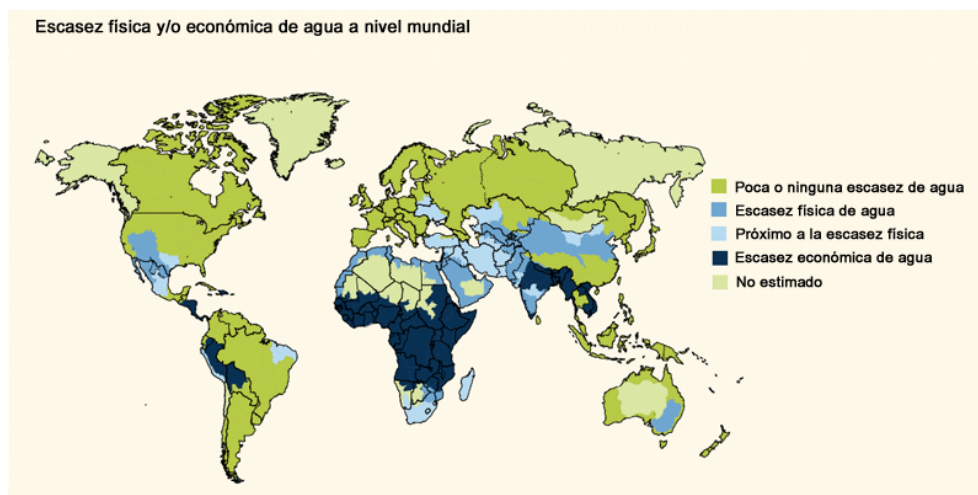 Escasez física y/o económica de agua a nivel mundial
Poca o ninguna escasez de agua
Escasez física de agua
Próximo a la escasez física
Escasez económica de agua
No estimado